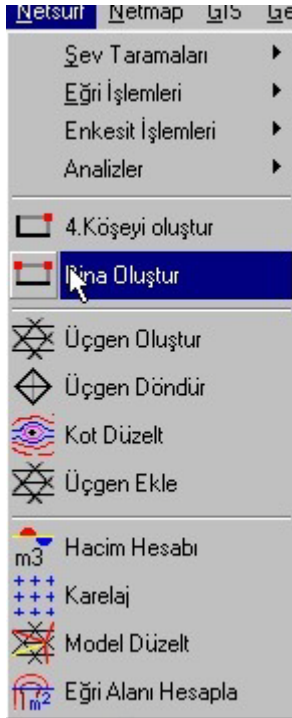 Netsurf Netmap GIS Ge
Şev Taramaları
Eğri İşlemleri
Enkesit İşlemleri
Analizler
4.Köşeyi oluştur
Bina Oluştur
Üçgen Oluştur
Üçgen Döndür
Kot Düzelt
Üçgen Ekle
m3 Hacim Hesabı
Karelaj
Model Düzelt
m2 Eğri Alanı Hesapla